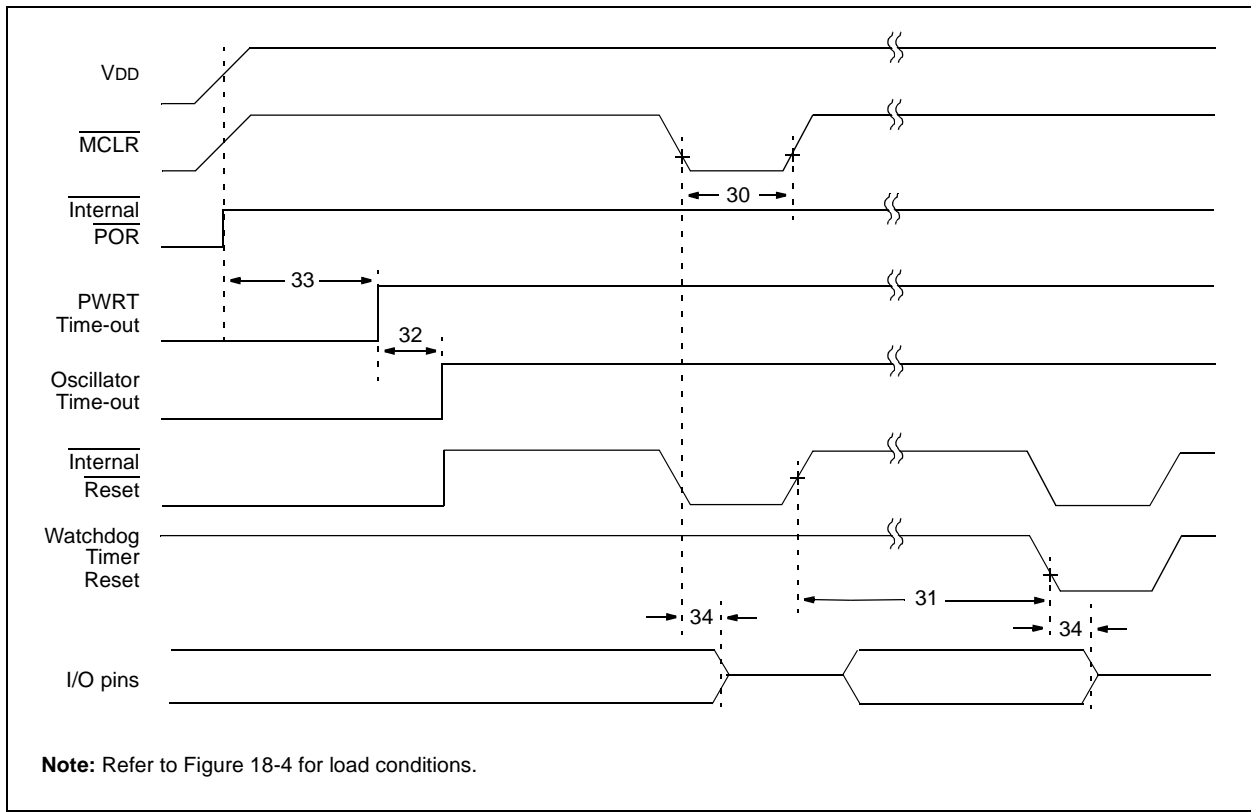 VDD
MCLR
30
Internal
POR
33
PWRT
Time-out
32
Oscillator
Time-out
Internal
Reset
Watchdog
Timer
Reset
31
34
34
I/O pins
Note: Refer to Figure 18-4 for load conditions.